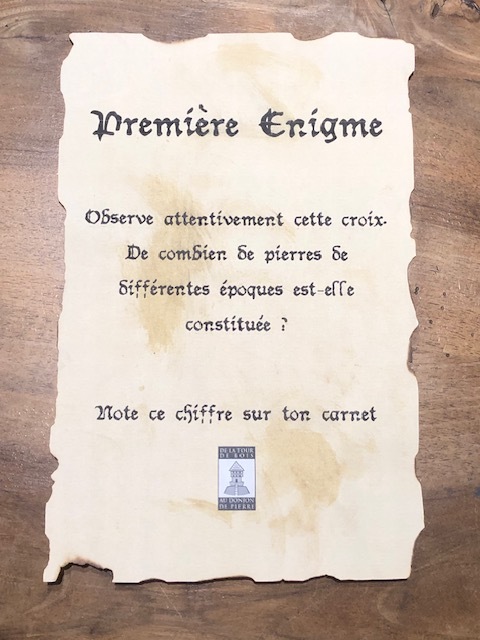 Première Enigme
Observe attentivement cette croix.
De combien de pierres de
différentes époques est-elle
constituée ?
Note ce chiffre sur ton carnet
DE LA TOUR
DE BOIS
AU DONJON
DE PIERRE